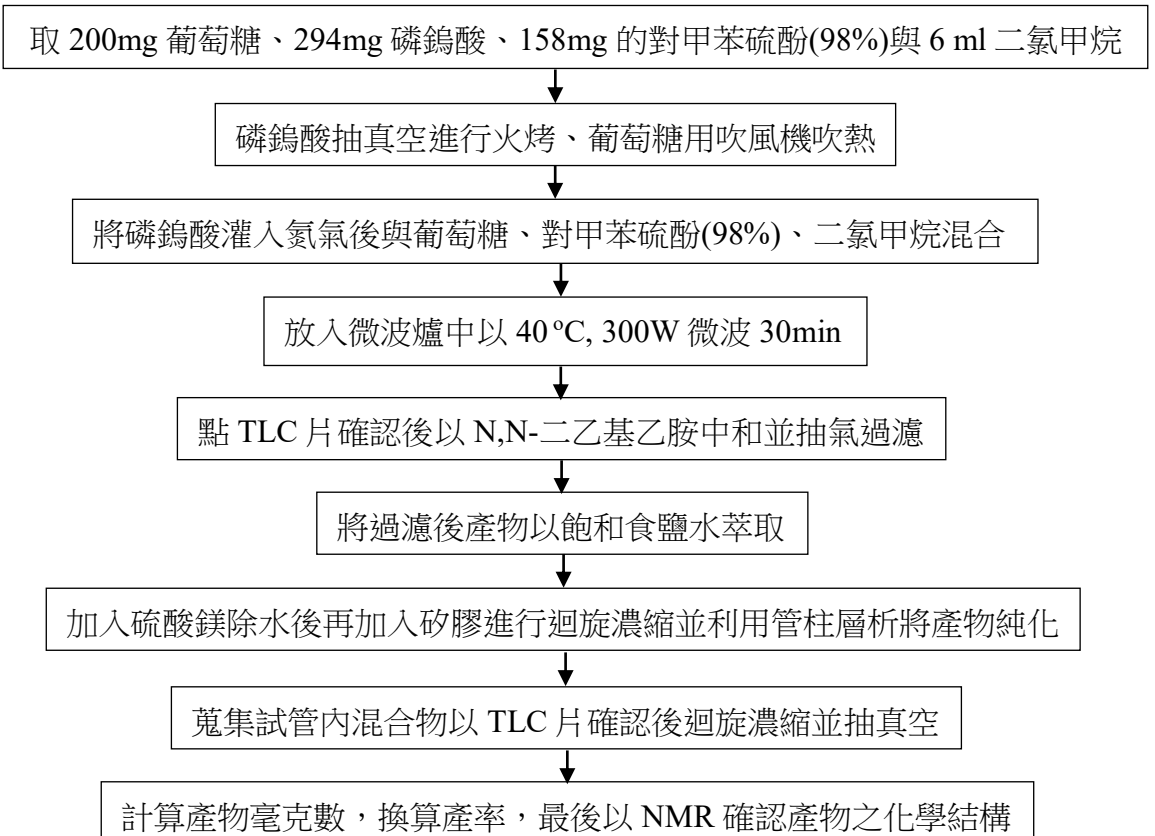 取 200mg 葡萄糖、294mg 磷鎢酸、158mg 的對甲苯硫酚(98%)與 6 ml 二氯甲烷
磷鎢酸抽真空進行火烤、葡萄糖用吹風機吹熱
將磷鎢酸灌入氮氣後與葡萄糖、對甲苯硫酚(98%)、二氯甲烷混合
放入微波爐中以 40 ºC, 300W 微波 30min
點 TLC 片確認後以 N,N-二乙基乙胺中和並抽氣過濾
將過濾後產物以飽和食鹽水萃取
加入硫酸鎂除水後再加入矽膠進行迴旋濃縮並利用管柱層析將產物純化
蒐集試管內混合物以 TLC 片確認後迴旋濃縮並抽真空
計算產物毫克數，換算產率，最後以 NMR 確認產物之化學結構